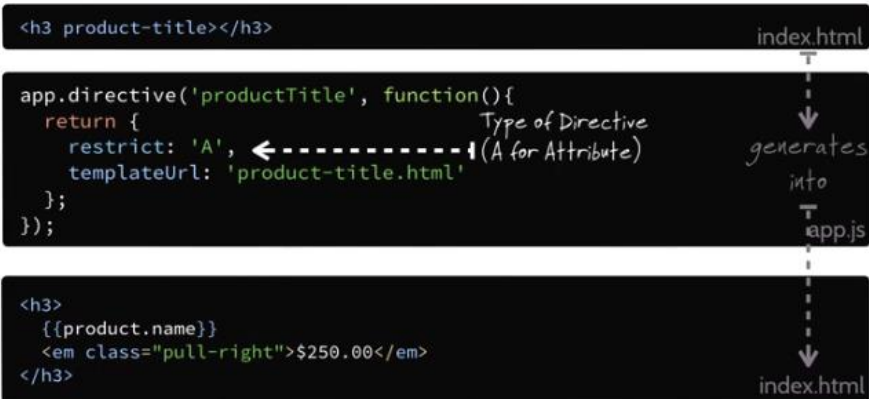 <h3 product-title></h3>
index.html
app.directive('productTitle', function(){
return {
Type of Directive
restrict: 'A',
(A for Attribute)
generates
templateUrl: 'product-title.html'
into
};
});
app.js
<h3>
{{product.name}}
<em class="pull-right">$250.00</em>
</h3>
index.html